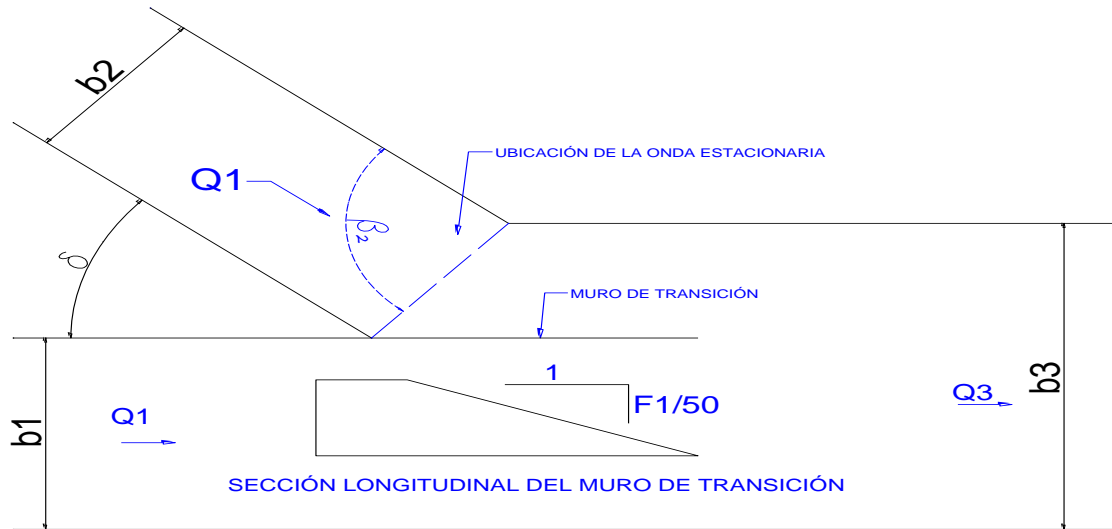 b2
UBICACIÓN DE LA ONDA ESTACIONARIA
Q1
β2
δ
MURO DE TRANSICIÓN
1
F1/50
Q1
Q3
b1
b3
SECCIÓN LONGITUDINAL DEL MURO DE TRANSICIÓN